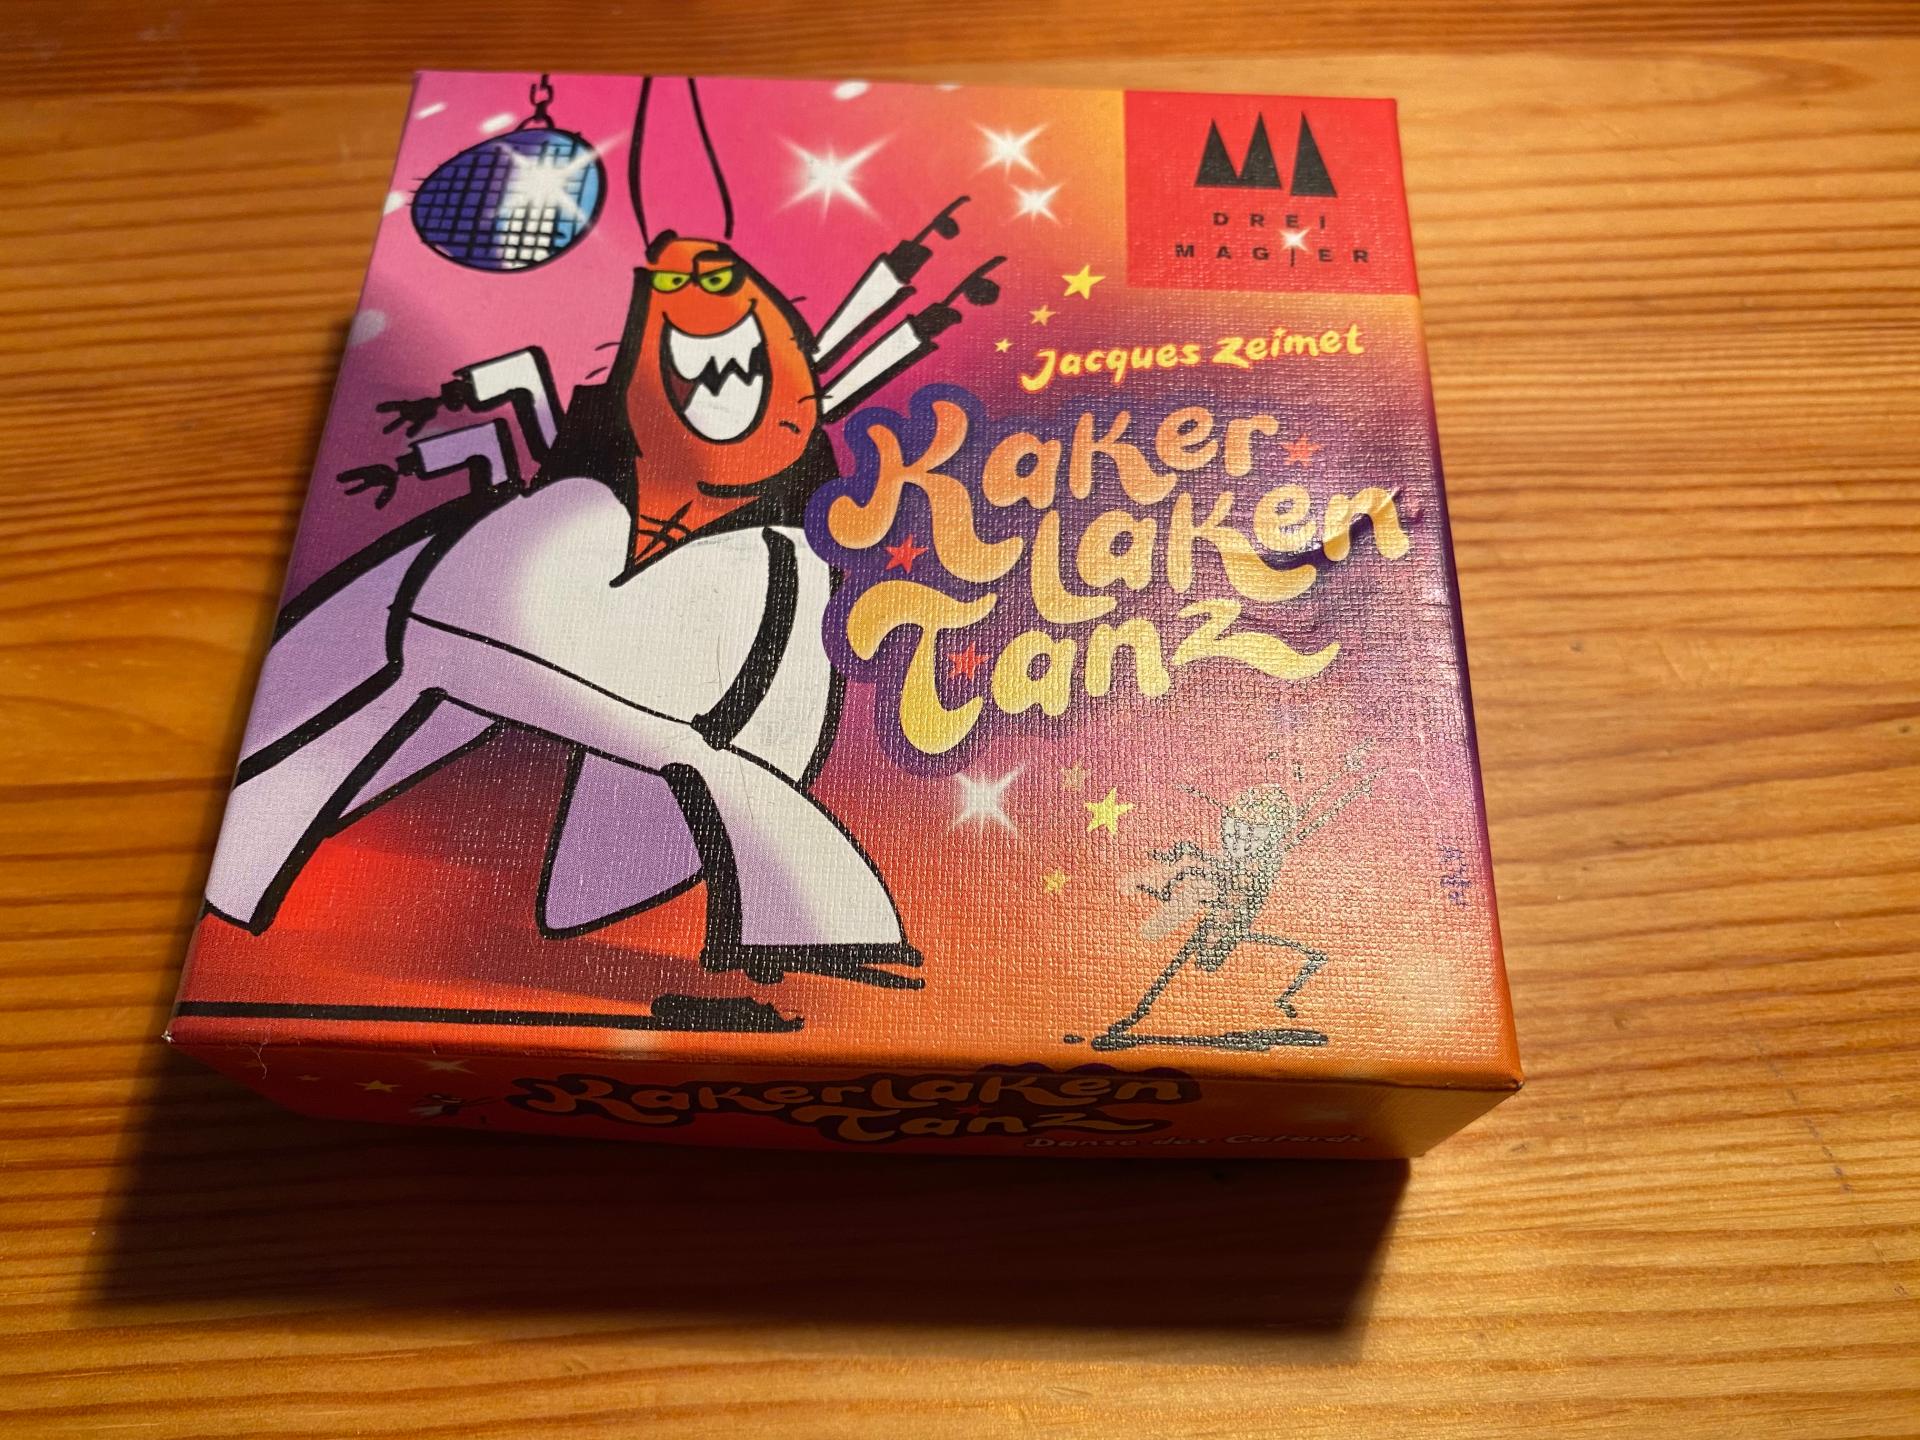 DREI
MAGIER
Jacques Zeimet
Kaker
laken
Tanz
Kakerlaken
Tanz
Danse des Cafards